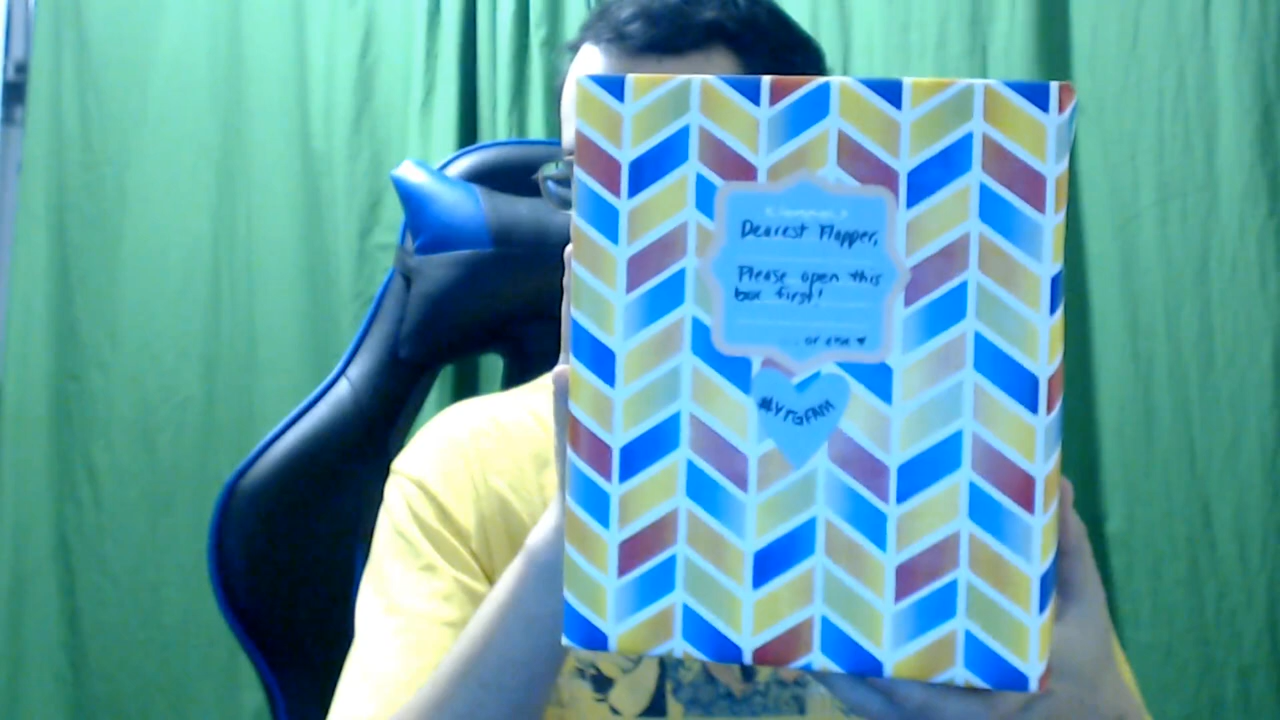 Dearest Flapper,
Please open this
box first!
or else ♥
#YTGFAM